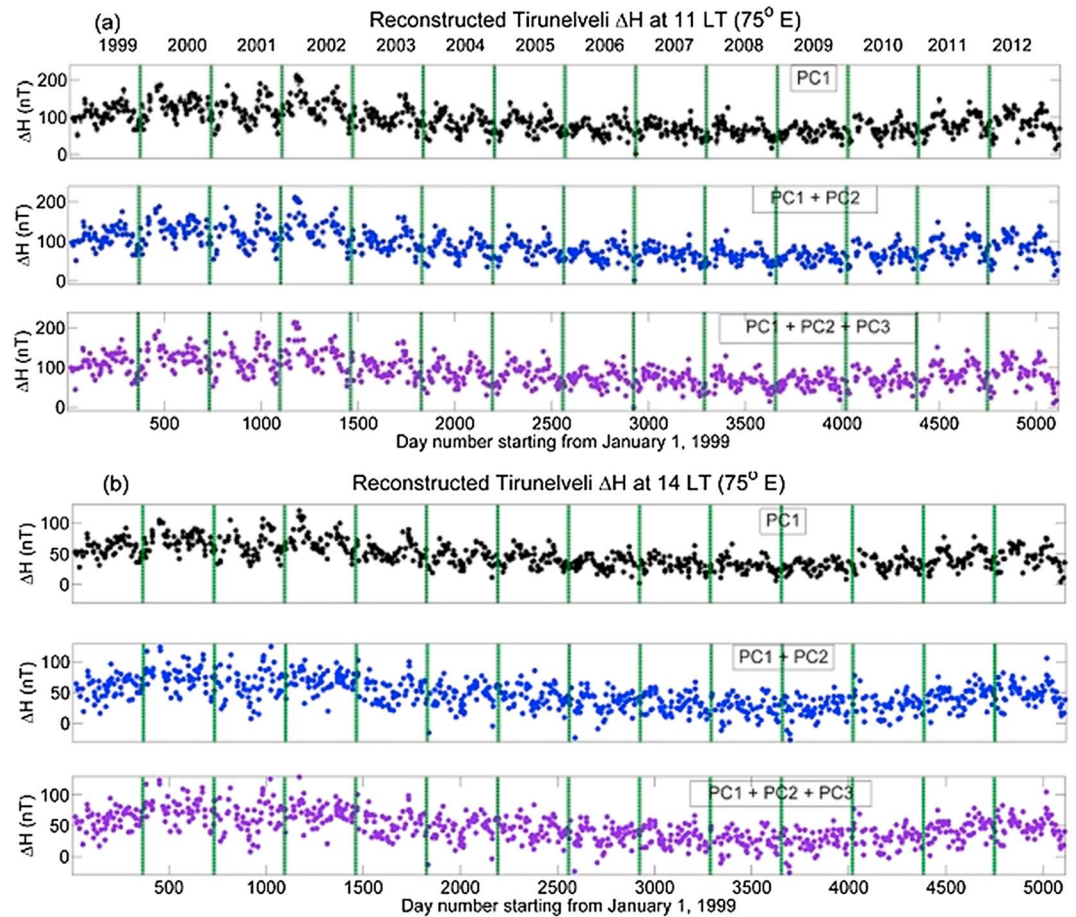 (a) Reconstructed Tirunelveli ΔH at 11 LT (75° E)
1999 2000 2001 2002 2003 2004 2005 2006 2007 2008 2009 2010 2011 2012
PC1
ΔH (nT)
200
100
0
PC1 + PC2
ΔH (nT)
200
100
0
PC1 + PC2 + PC3
ΔH (nT)
200
100
0
500 1000 1500 2000 2500 3000 3500 4000 4500 5000
Day number starting from January 1, 1999
(b) Reconstructed Tirunelveli ΔH at 14 LT (75° E)
PC1
ΔH (nT)
100
50
0
PC1 + PC2
ΔH (nT)
100
50
0
PC1 + PC2 + PC3
ΔH (nT)
100
50
0
500 1000 1500 2000 2500 3000 3500 4000 4500 5000
Day number starting from January 1, 1999